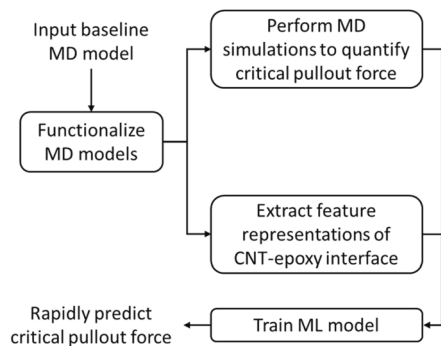 Input baseline
MD model
Functionalize
MD models
Perform MD
simulations to quantify
critical pullout force
Extract feature
representations of
CNT-epoxy interface
Train ML model
Rapidly predict
critical pullout force